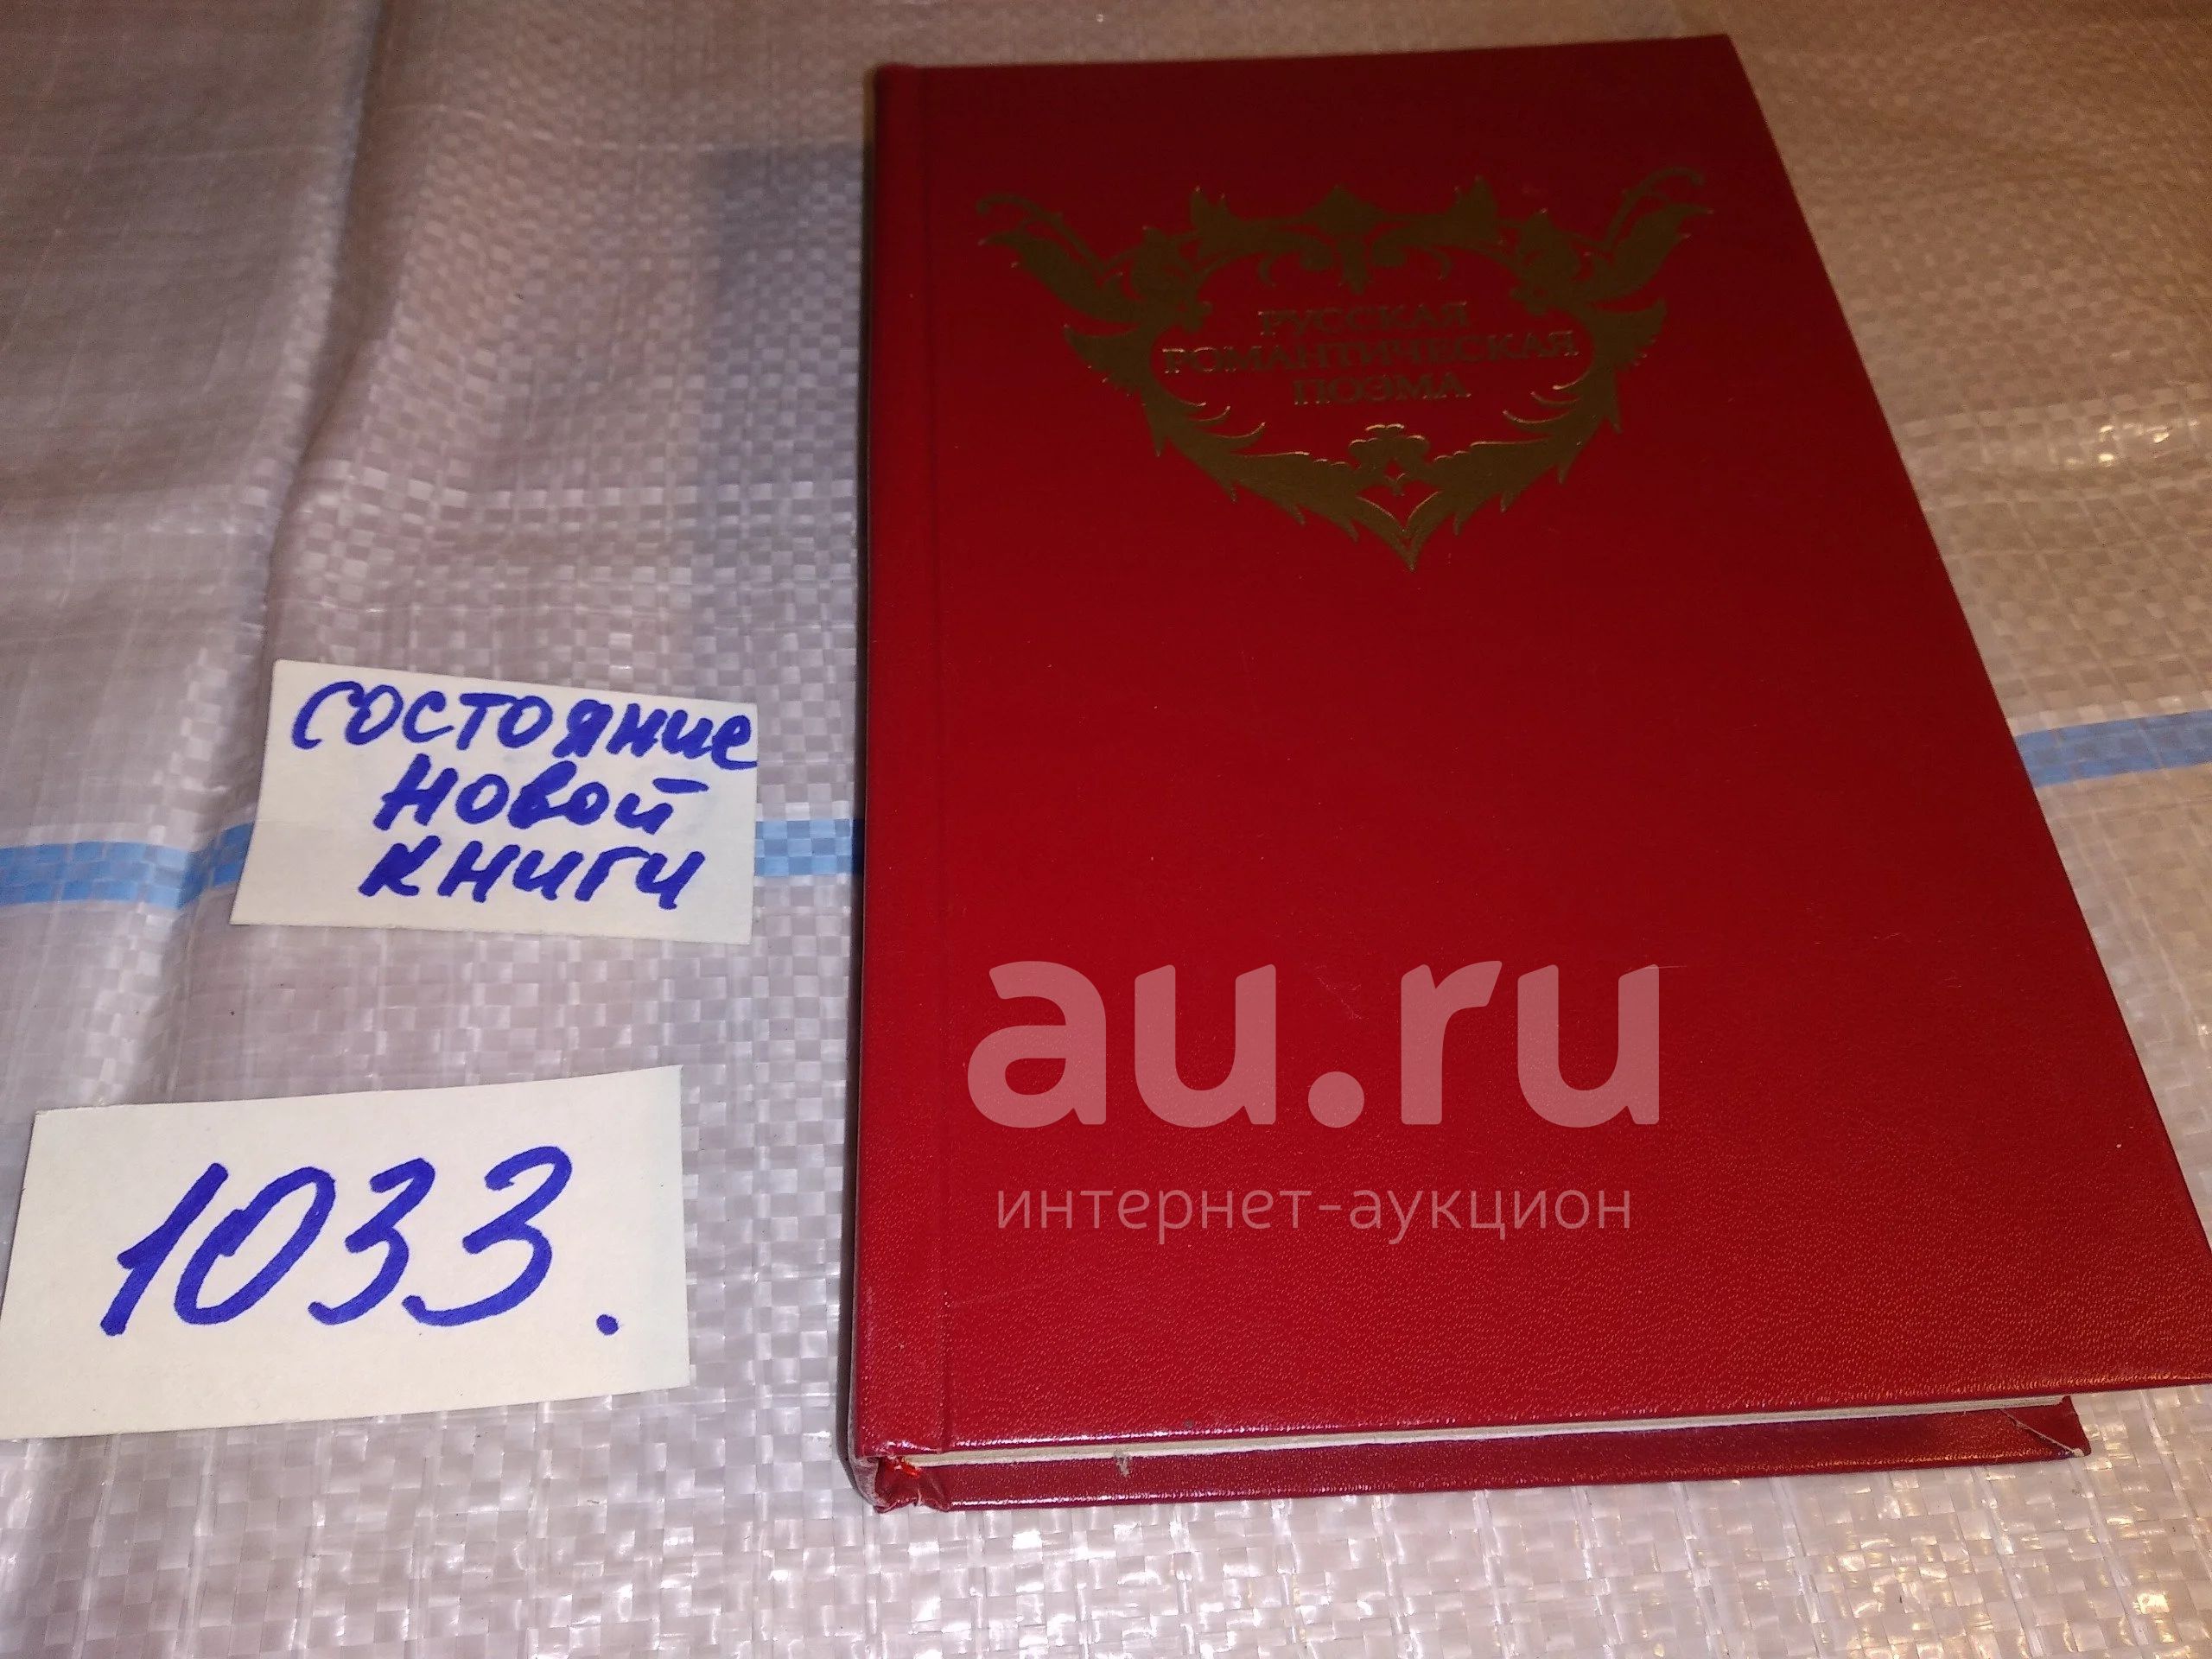 РУССКАЯ
РОМАНТИЧЕСКАЯ
ПОЭМА
состояние
новой
книги
1033.
au.ru
интернет-аукцион